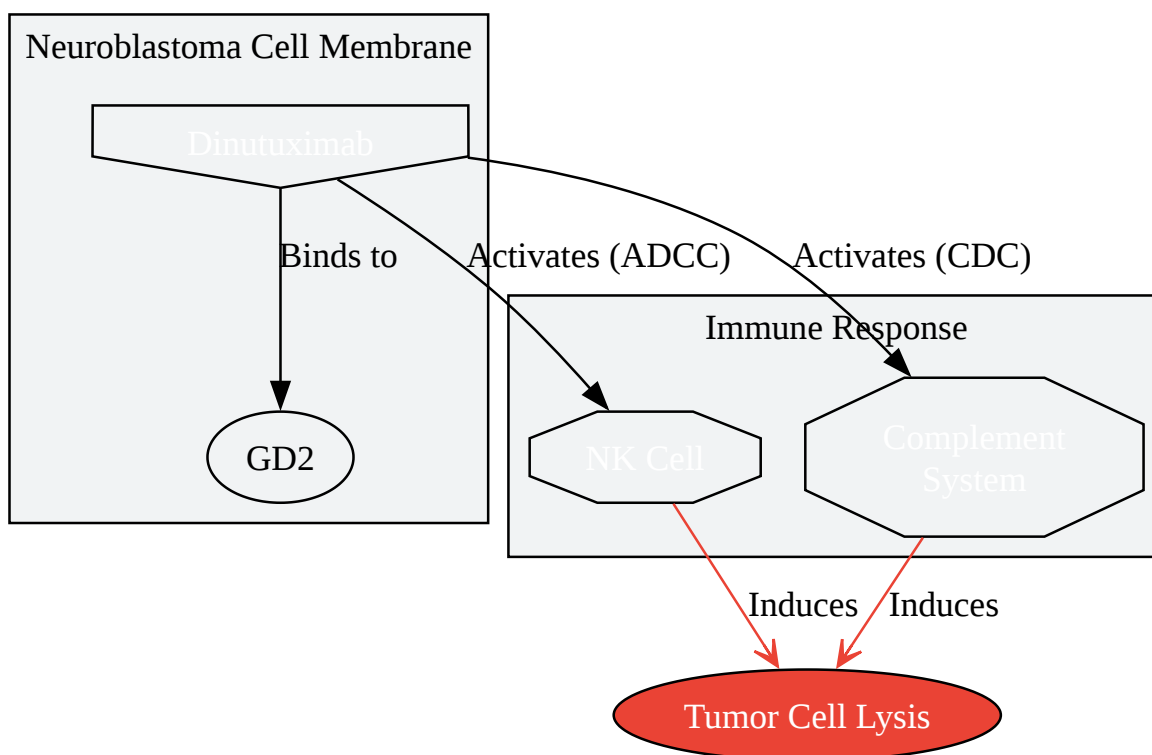 Neuroblastoma Cell Membrane
Dinutuximab
Binds to
Activates (ADCC)
Activates (CDC)
Immune Response
GD2
NK Cell
Complement
System
Induces
Induces
Tumor Cell Lysis